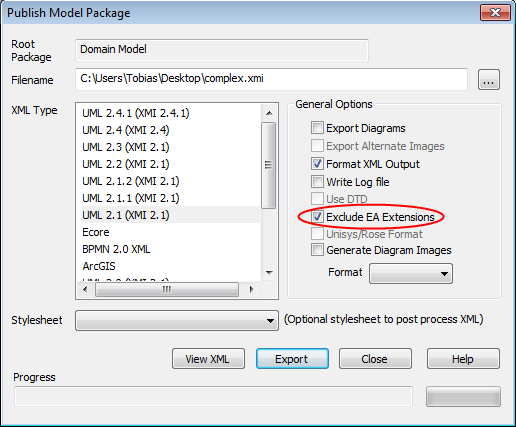 Publish Model Package
Root Package
Domain Model
Filename
C:\Users\Tobias\Desktop\complex.xmi
...
XML Type
UML 2.4.1 (XMI 2.4.1)
UML 2.4 (XMI 2.4)
UML 2.3 (XMI 2.1)
UML 2.2 (XMI 2.1)
UML 2.1.2 (XMI 2.1)
UML 2.1.1 (XMI 2.1)
UML 2.1 (XMI 2.1)
Ecore
BPMN 2.0 XML
ArcGIS
General Options
Export Diagrams
Export Alternate Images
Format XML Output
Write Log file
Use DTD
Exclude EA Extensions
Unisys/Rose Format
Generate Diagram Images
Format
Stylesheet
(Optional stylesheet to post process XML)
View XML
Export
Close
Help
Progress